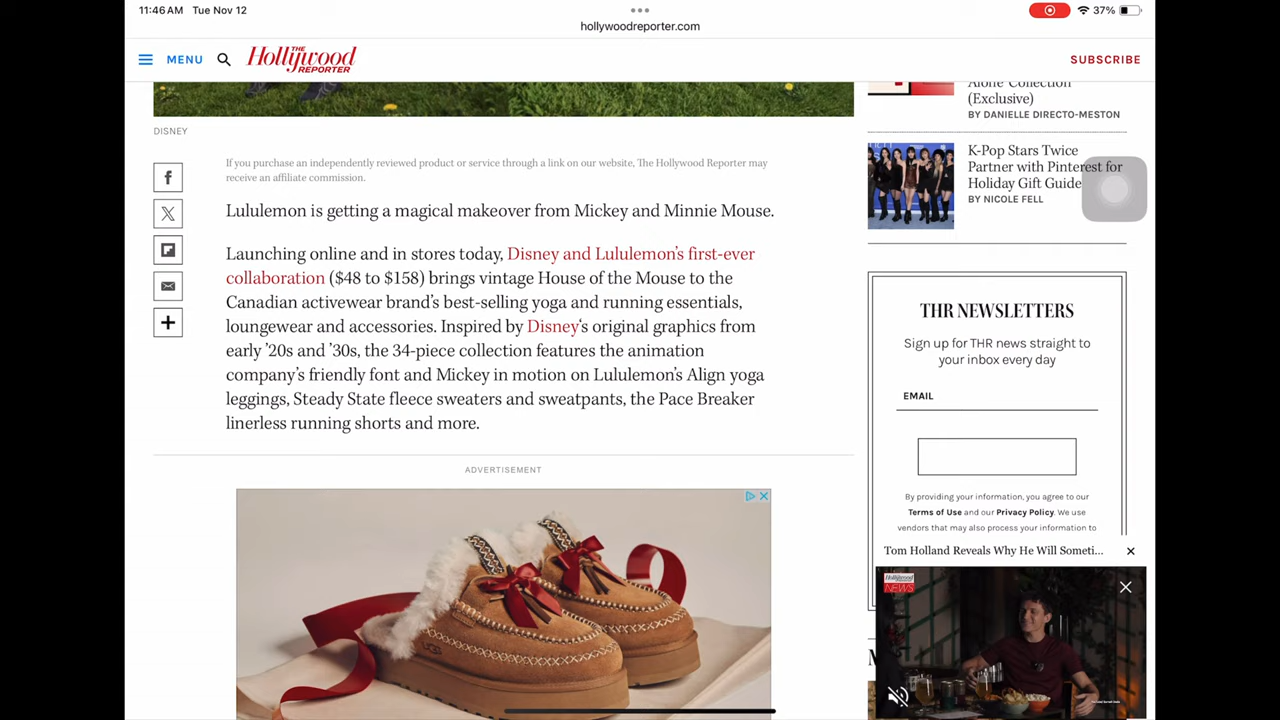 11:46 AM Tue Nov 12
37%
hollywoodreporter.com
MENU
THE
Hollywood
REPORTER
SUBSCRIBE
DISNEY
If you purchase an independently reviewed product or service through a link on our website, The Hollywood Reporter may
receive an affiliate commission.
Lululemon is getting a magical makeover from Mickey and Minnie Mouse.
Launching online and in stores today, Disney and Lululemon's first-ever
collaboration ($48 to $158) brings vintage House of the Mouse to the
Canadian activewear brand's best-selling yoga and running essentials,
loungewear and accessories. Inspired by Disney‘s original graphics from
early '20s and '30s, the 34-piece collection features the animation
company's friendly font and Mickey in motion on Lululemon's Align yoga
leggings, Steady State fleece sweaters and sweatpants, the Pace Breaker
linerless running shorts and more.
ADVERTISEMENT
UGG
Alone' Collection
(Exclusive)
BY DANIELLE DIRECTO-MESTON
K-Pop Stars Twice
Partner with Pinterest for
Holiday Gift Guide
BY NICOLE FELL
THR NEWSLETTERS
Sign up for THR news straight to
your inbox every day
EMAIL
By providing your information, you agree to our
Terms of Use and our Privacy Policy. We use
vendors that may also process your information to
Tom Holland Reveals Why He Will Someti...
Hollywood
NEWS